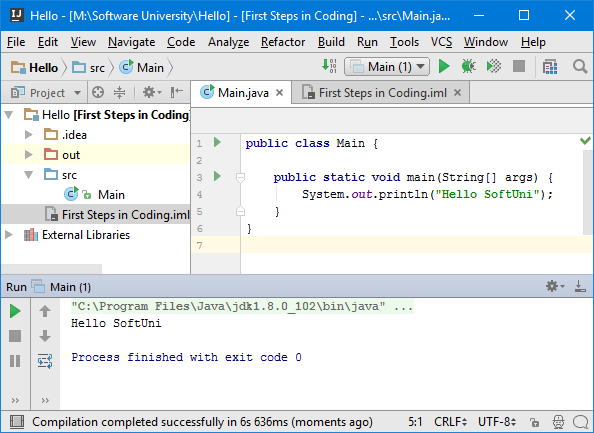 Hello - [M:\Software University\Hello] - [First Steps in Coding] - ...\src\Main.ja...
File Edit View Navigate Code Analyze Refactor Build Run Tools VCS Window Help
Hello src Main Main (1)
Project
Main.java First Steps in Coding.iml
Hello [First Steps in Coding]
.idea
out
src
Main
First Steps in Coding.iml
External Libraries
1 public class Main {
2
3 public static void main(String[] args) {
4 System.out.println("Hello SoftUni");
5 }
6 }
7
Run Main (1)
"C:\Program Files\Java\jdk1.8.0_102\bin\java" ...
Hello SoftUni
Process finished with exit code 0
Compilation completed successfully in 6s 636ms (moments ago) 5:1 CRLF UTF-8